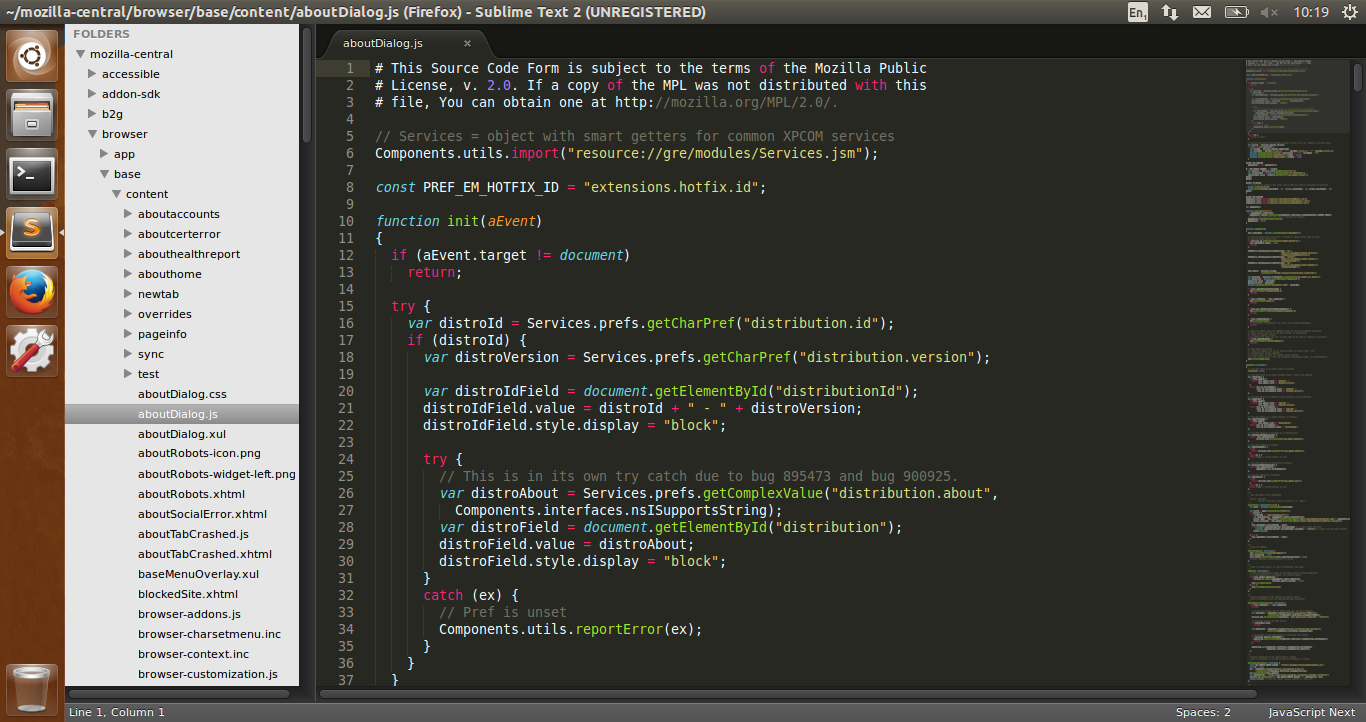 ~/mozilla-central/browser/base/content/aboutDialog.js (Firefox) - Sublime Text 2 (UNREGISTERED)
En1
10:19
FOLDERS
mozilla-central
accessible
addon-sdk
b2g
browser
app
base
content
aboutaccounts
aboutcerterror
abouthealthreport
abouthome
newtab
overrides
pageinfo
sync
test
aboutDialog.css
aboutDialog.js
aboutDialog.xul
aboutRobots-icon.png
aboutRobots-widget-left.png
aboutRobots.xhtml
aboutSocialError.xhtml
aboutTabCrashed.js
aboutTabCrashed.xhtml
baseMenuOverlay.xul
blockedSite.xhtml
browser-addons.js
browser-charsetmenu.inc
browser-context.inc
browser-customization.js
aboutDialog.js ×
1 # This Source Code Form is subject to the terms of the Mozilla Public
2 # License, v. 2.0. If a copy of the MPL was not distributed with this
3 # file, You can obtain one at http://mozilla.org/MPL/2.0/.
4
5 // Services = object with smart getters for common XPCOM services
6 Components.utils.import("resource://gre/modules/Services.jsm");
7
8 const PREF_EM_HOTFIX_ID = "extensions.hotfix.id";
9
10 function init(aEvent)
11 {
12   if (aEvent.target != document)
13     return;
14
15   try {
16     var distroId = Services.prefs.getCharPref("distribution.id");
17     if (distroId) {
18       var distroVersion = Services.prefs.getCharPref("distribution.version");
19
20       var distroIdField = document.getElementById("distributionId");
21       distroIdField.value = distroId + " - " + distroVersion;
22       distroIdField.style.display = "block";
23
24       try {
25         // This is in its own try catch due to bug 895473 and bug 900925.
26         var distroAbout = Services.prefs.getComplexValue("distribution.about",
27           Components.interfaces.nsISupportsString);
28         var distroField = document.getElementById("distribution");
29         distroField.value = distroAbout;
30         distroField.style.display = "block";
31       }
32       catch (ex) {
33         // Pref is unset
34         Components.utils.reportError(ex);
35       }
36     }
37   }
Line 1, Column 1
Spaces: 2
JavaScript Next